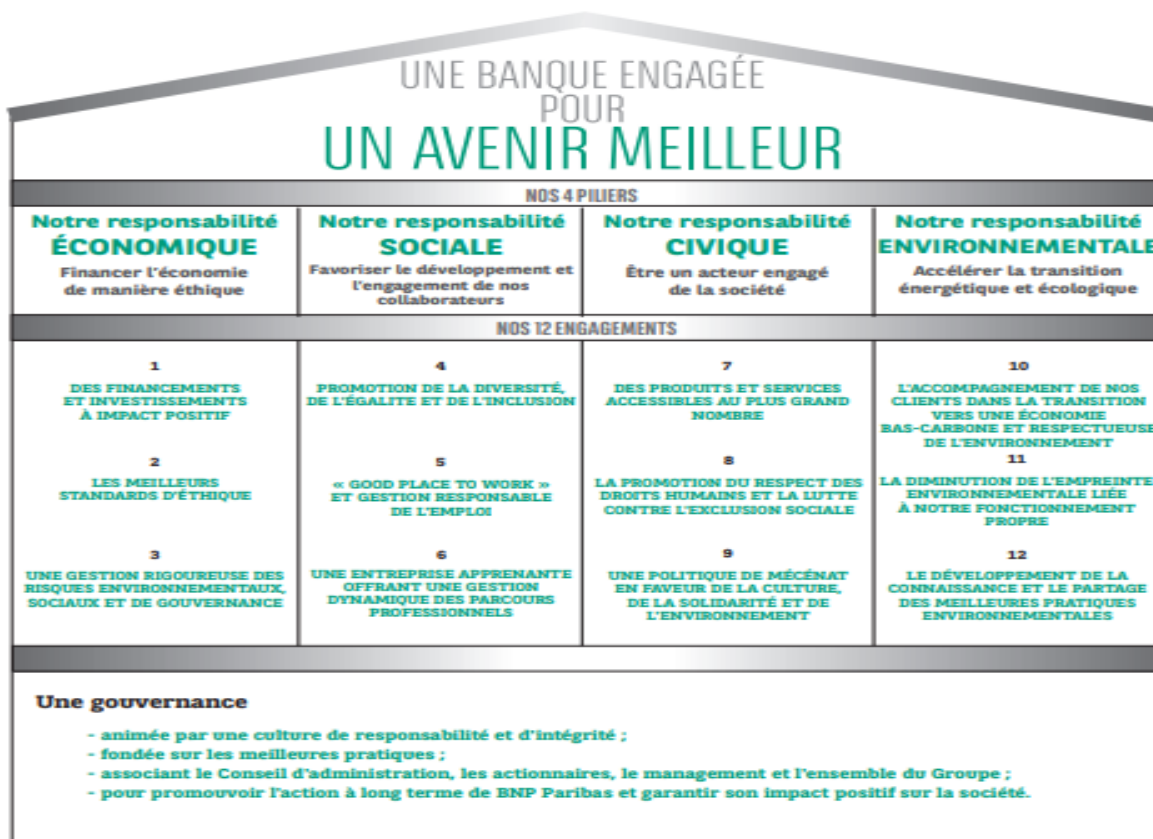 UNE BANQUE ENGAGÉE
POUR
UN AVENIR MEILLEUR
NOS 4 PILIERS
Notre responsabilité
ÉCONOMIQUE
Financer l'économie
de manière éthique
Notre responsabilité
SOCIALE
Favoriser le développement et
l'engagement de nos
collaborateurs
Notre responsabilité
CIVIQUE
Être un acteur engagé
de la société
Notre responsabilité
ENVIRONNEMENTALE
Accélérer la transition
énergétique et écologique
NOS 12 ENGAGEMENTS
1
DES FINANCEMENTS
ET INVESTISSEMENTS
À IMPACT POSITIF
2
LES MEILLEURS
STANDARDS D'ÉTHIQUE
3
UNE GESTION RIGOUREUSE DES
RISQUES ENVIRONNEMENTAUX,
SOCIAUX ET DE GOUVERNANCE
4
PROMOTION DE LA DIVERSITÉ,
DE L'ÉGALITE ET DE L'INCLUSION
5
« GOOD PLACE TO WORK »
ET GESTION RESPONSABLE
DE L'EMPLOI
6
UNE ENTREPRISE APPRENANTE
OFFRANT UNE GESTION
DYNAMIQUE DES PARCOURS
PROFESSIONNELS
7
DES PRODUITS ET SERVICES
ACCESSIBLES AU PLUS GRAND
NOMBRE
8
LA PROMOTION DU RESPECT DES
DROITS HUMAINS ET LA LUTTE
CONTRE L'EXCLUSION SOCIALE
9
UNE POLITIQUE DE MÉCÉNAT
EN FAVEUR DE LA CULTURE,
DE LA SOLIDARITÉ ET DE
L'ENVIRONNEMENT
10
L'ACCOMPAGNEMENT DE NOS
CLIENTS DANS LA TRANSITION
VERS UNE ÉCONOMIE
BAS-CARBONE ET RESPECTUEUSE
DE L'ENVIRONNEMENT
11
LA DIMINUTION DE L'EMPREINTE
ENVIRONNEMENTALE LIÉE
À NOTRE FONCTIONNEMENT
PROPRE
12
LE DÉVELOPPEMENT DE LA
CONNAISSANCE ET LE PARTAGE
DES MEILLEURES PRATIQUES
ENVIRONNEMENTALES
Une gouvernance
- animée par une culture de responsabilité et d'intégrité ;
- fondée sur les meilleures pratiques ;
- associant le Conseil d'administration, les actionnaires, le management et l'ensemble du Groupe ;
- pour promouvoir l'action à long terme de BNP Paribas et garantir son impact positif sur la société.